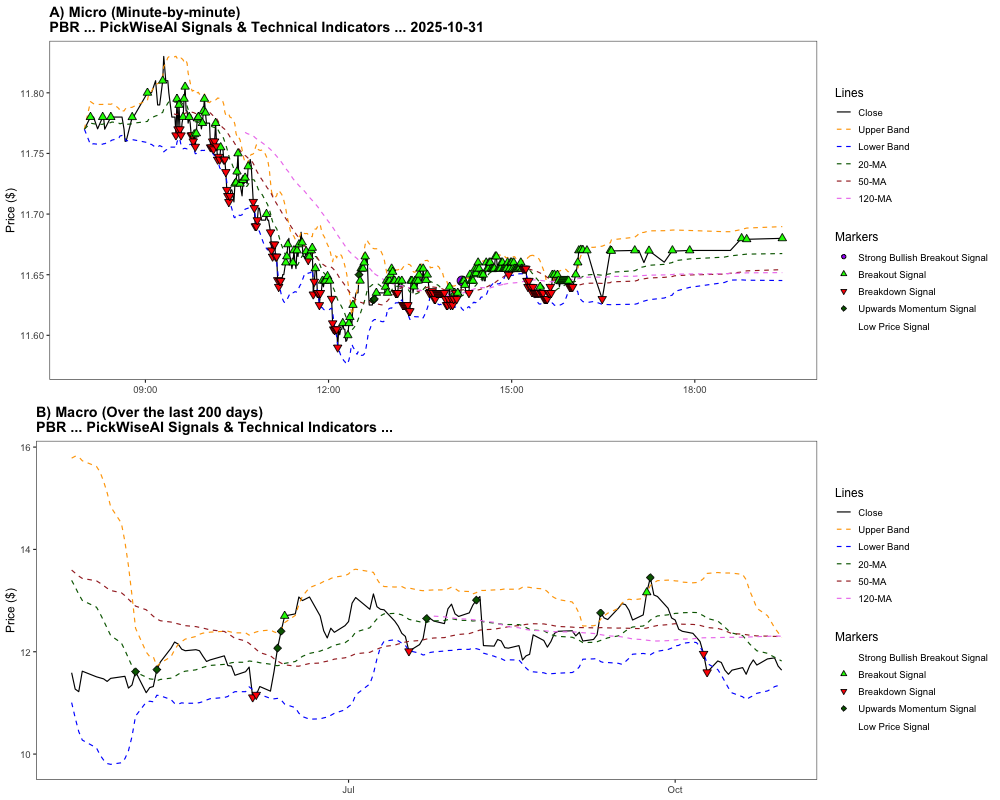 A) Micro (Minute-by-minute)
PBR ... PickWiseAI Signals & Technical Indicators ... 2025-10-31
Price ($)
11.80
11.75
11.70
11.65
11.60
09:00
12:00
15:00
18:00
Lines
Close
Upper Band
Lower Band
20-MA
50-MA
120-MA
Markers
Strong Bullish Breakout Signal
Breakout Signal
Breakdown Signal
Upwards Momentum Signal
Low Price Signal
B) Macro (Over the last 200 days)
PBR ... PickWiseAI Signals & Technical Indicators ...
Price ($)
16
14
12
10
Jul
Oct
Lines
Close
Upper Band
Lower Band
20-MA
50-MA
120-MA
Markers
Strong Bullish Breakout Signal
Breakout Signal
Breakdown Signal
Upwards Momentum Signal
Low Price Signal